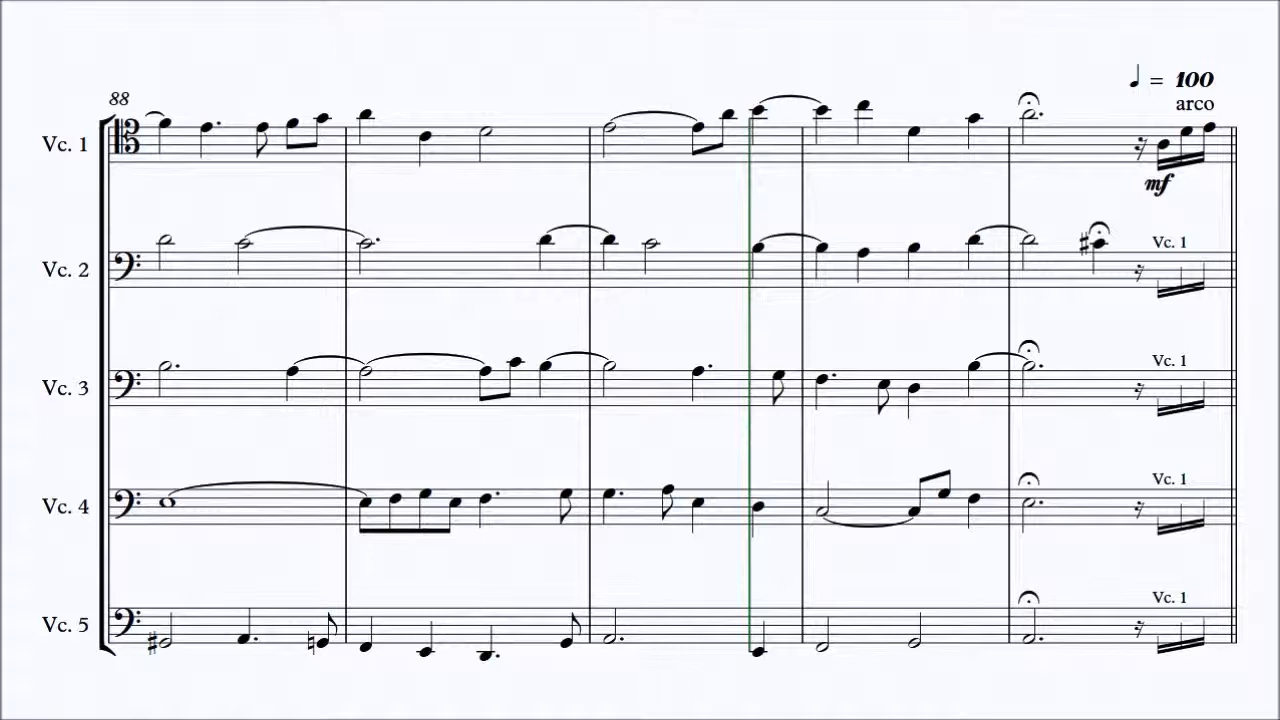 ♩ = 100
88
arco
Vc. 1
mf
Vc. 2
Vc. 1
Vc. 3
Vc. 1
Vc. 4
Vc. 1
Vc. 5
Vc. 1